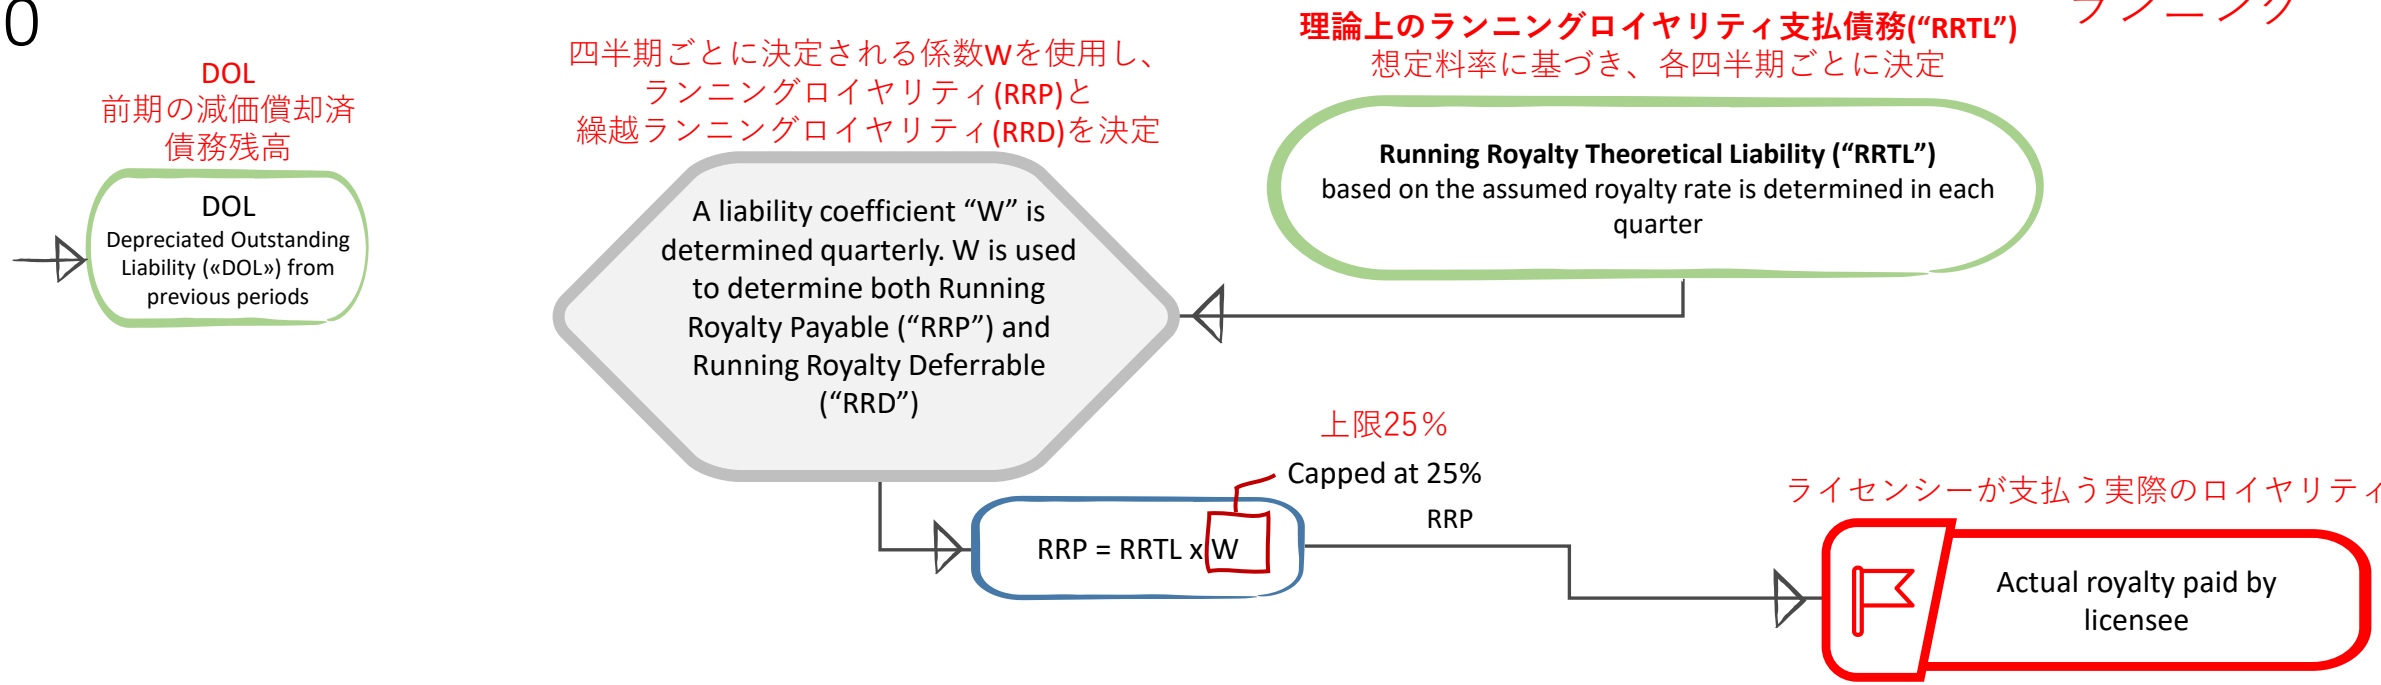 0
ランニング
理論上のランニングロイヤリティ支払債務(“RRTL”)
想定料率に基づき、各四半期ごとに決定
四半期ごとに決定される係数Wを使用し、
ランニングロイヤリティ(RRP)と
繰越ランニングロイヤリティ(RRD)を決定
DOL
前期の減価償却済
債務残高
DOL
Depreciated Outstanding
Liability («DOL») from
previous periods
A liability coefficient “W” is
determined quarterly. W is used
to determine both Running
Royalty Payable (“RRP”) and
Running Royalty Deferrable
(“RRD”)
Running Royalty Theoretical Liability (“RRTL”)
based on the assumed royalty rate is determined in each
quarter
上限25%
Capped at 25%
RRP = RRTL x W
RRP
ライセンシーが支払う実際のロイヤリティ
Actual royalty paid by
licensee